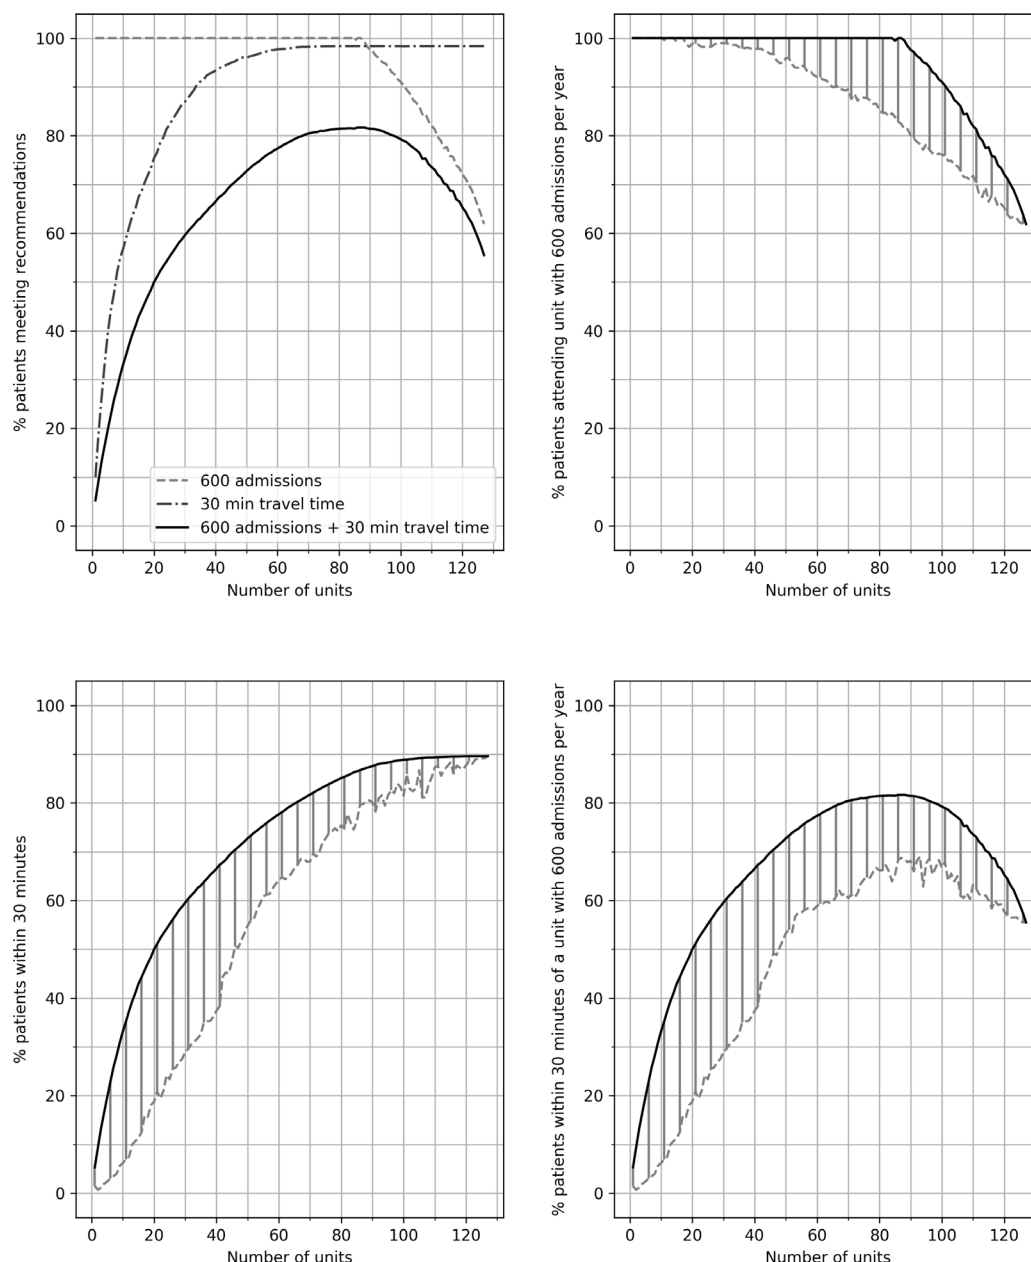 % patients meeting recommendations
100
80
60
40
20
0
600 admissions
30 min travel time
600 admissions + 30 min travel time
0 20 40 60 80 100 120
Number of units
% patients attending unit with 600 admissions per year
100
80
60
40
20
0
0 20 40 60 80 100 120
Number of units
% patients within 30 minutes
100
80
60
40
20
0
0 20 40 60 80 100 120
Number of units
% patients within 30 minutes of a unit with 600 admissions per year
100
80
60
40
20
0
0 20 40 60 80 100 120
Number of units